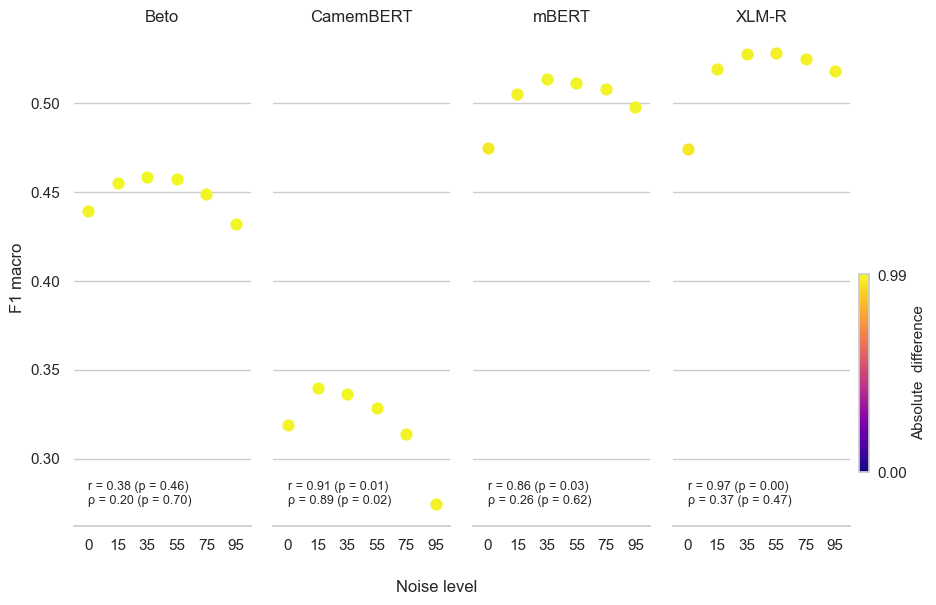 Beto
CamemBERT
mBERT
XLM-R
F1 macro
0.50
0.45
0.40
0.35
0.30
r = 0.38 (p = 0.46)
ρ = 0.20 (p = 0.70)
r = 0.91 (p = 0.01)
ρ = 0.89 (p = 0.02)
r = 0.86 (p = 0.03)
ρ = 0.26 (p = 0.62)
r = 0.97 (p = 0.00)
ρ = 0.37 (p = 0.47)
0 15 35 55 75 95
0 15 35 55 75 95
0 15 35 55 75 95
0 15 35 55 75 95
Noise level
0.99
Absolute difference
0.00